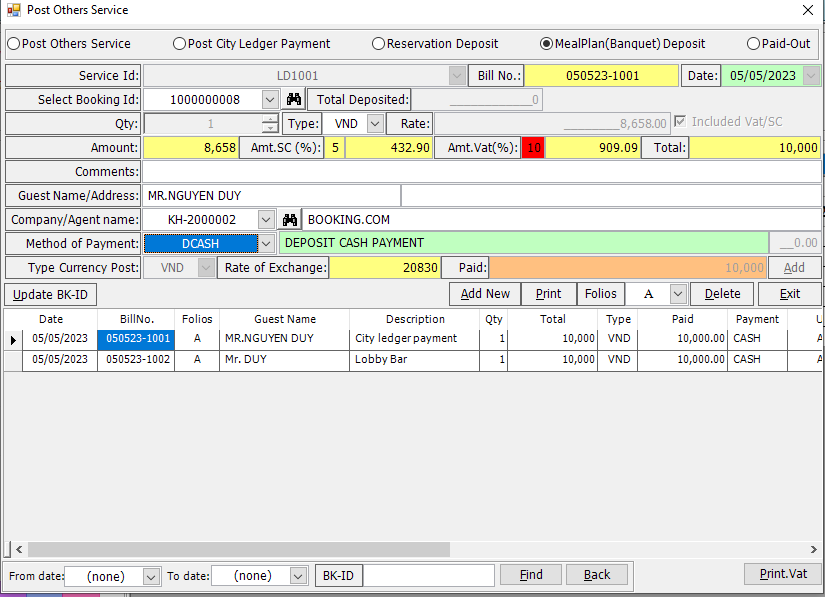 Post Others Service
Post Others Service Post City Ledger Payment Reservation Deposit MealPlan(Banquet) Deposit Paid-Out
Service Id: LD1001 Bill No.: 050523-1001 Date: 05/05/2023
Select Booking Id: 1000000008 Total Deposited: __________0
Qty: 1 Type: VND Rate: ________8,658.00 Included Vat/SC
Amount: 8,658 Amt.SC (%): 5 432.90 Amt.Vat(%): 10 909.09 Total: 10,000
Comments:
Guest Name/Address: MR.NGUYEN DUY
Company/Agent name: KH-2000002 BOOKING.COM
Method of Payment: DCASH DEPOSIT CASH PAYMENT __0.00
Type Currency Post: VND Rate of Exchange: 20830 Paid: 10,000 Add
Update BK-ID Add New Print Folios A Delete Exit
Date BillNo. Folios Guest Name Description Qty Total Type Paid Payment U
05/05/2023 050523-1001 A MR.NGUYEN DUY City ledger payment 1 10,000 VND 10,000.00 CASH A
05/05/2023 050523-1002 A Mr. DUY Lobby Bar 1 10,000 VND 10,000.00 CASH A
From date: (none) To date: (none) BK-ID Find Back Print.Vat